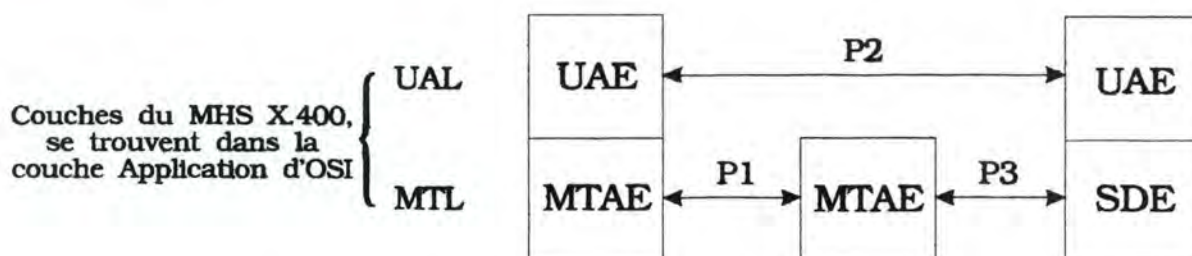 Couches du MHS X.400,
se trouvent dans la
couche Application d'OSI
UAL
UAE
P2
UAE
MTL
MTAE
P1
MTAE
P3
SDE